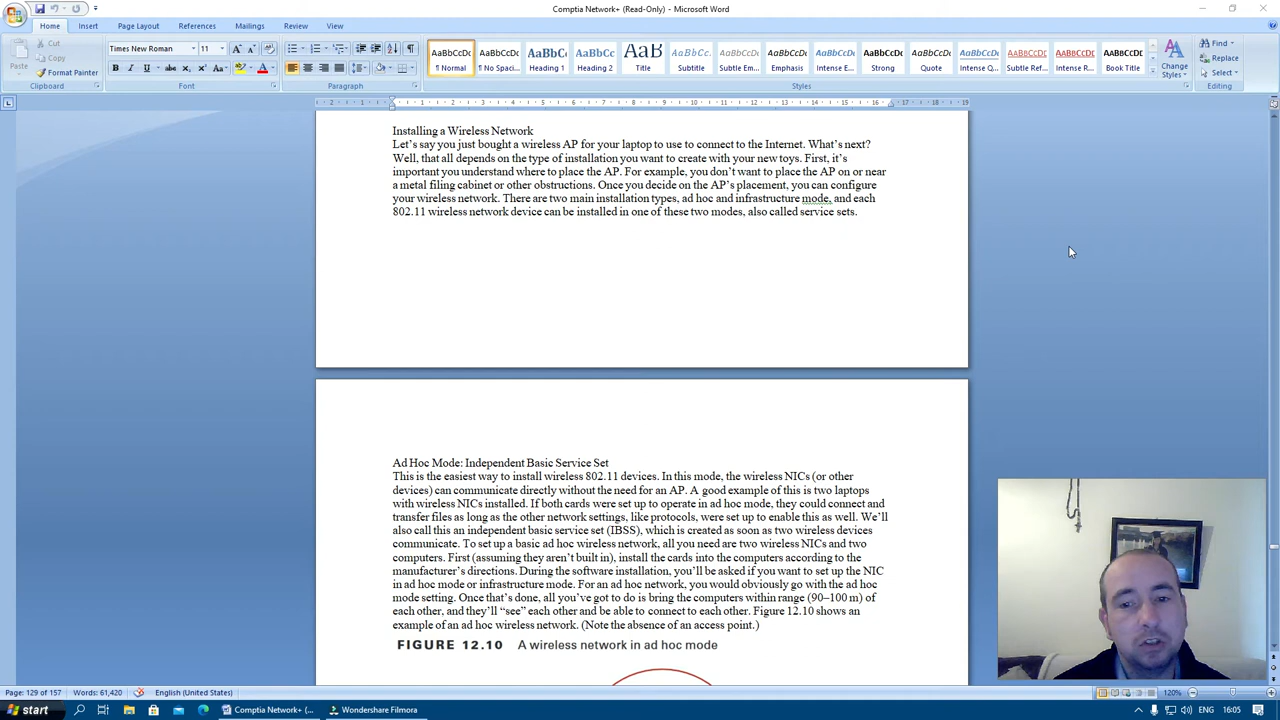 Comptia Network+ (Read-Only) - Microsoft Word
Home Insert Page Layout References Mailings Review View
Paste
Cut
Copy
Format Painter
Clipboard
Times New Roman 11
Font
Paragraph
AaBbCcDc AaBbCcDc AaBbCc AaBbCc AaB AaBbCcDc AaBbCcDc AaBbCcDc AaBbCcDc AaBbCcDc AaBbCcDc AaBbCcDc AaBbCcDc AaBbCcDc AaBbCcDc
¶ Normal ¶ No Spaci... Heading 1 Heading 2 Title Subtitle Subtle Em... Emphasis Intense E... Strong Quote Intense Q... Subtle Ref... Intense R... Book Title
Change Styles
Styles
Find
Replace
Select
Editing
Installing a Wireless Network
Let's say you just bought a wireless AP for your laptop to use to connect to the Internet. What's next?
Well, that all depends on the type of installation you want to create with your new toys. First, it's
important you understand where to place the AP. For example, you don't want to place the AP on or near
a metal filing cabinet or other obstructions. Once you decide on the AP's placement, you can configure
your wireless network. There are two main installation types, ad hoc and infrastructure mode, and each
802.11 wireless network device can be installed in one of these two modes, also called service sets.
Ad Hoc Mode: Independent Basic Service Set
This is the easiest way to install wireless 802.11 devices. In this mode, the wireless NICs (or other
devices) can communicate directly without the need for an AP. A good example of this is two laptops
with wireless NICs installed. If both cards were set up to operate in ad hoc mode, they could connect and
transfer files as long as the other network settings, like protocols, were set up to enable this as well. We'll
also call this an independent basic service set (IBSS), which is created as soon as two wireless devices
communicate. To set up a basic ad hoc wireless network, all you need are two wireless NICs and two
computers. First (assuming they aren't built in), install the cards into the computers according to the
manufacturer's directions. During the software installation, you'll be asked if you want to set up the NIC
in ad hoc mode or infrastructure mode. For an ad hoc network, you would obviously go with the ad hoc
mode setting. Once that's done, all you've got to do is bring the computers within range (90–100 m) of
each other, and they'll “see” each other and be able to connect to each other. Figure 12.10 shows an
example of an ad hoc wireless network. (Note the absence of an access point.)
FIGURE 12.10 A wireless network in ad hoc mode
Page: 129 of 157 Words: 61,420 English (United States) 120%
start Comptia Network+ (... Wondershare Filmora ENG 16:05